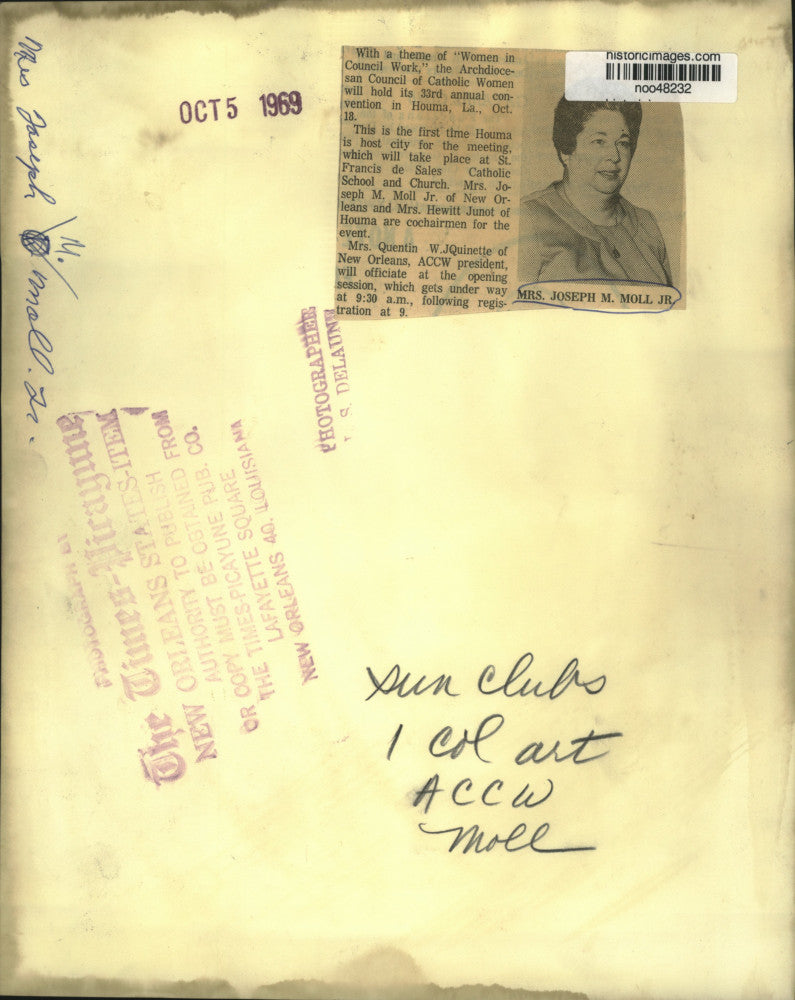 Mrs Joseph M. Moll. Jr.
OCT 5 1969
With a theme of "Women in
Council Work," the Archdioce-
san Council of Catholic Women
will hold its 33rd annual con-
vention in Houma, La., Oct.
18.
This is the first time Houma
is host city for the meeting,
which will take place at St.
Francis de Sales Catholic
School and Church. Mrs. Jo-
seph M. Moll Jr. of New Or-
leans and Mrs. Hewitt Junot of
Houma are cochairmen for the
event.
Mrs. Quentin W.JQuinette of
New Orleans, ACCW president,
will officiate at the opening
session, which gets under way
at 9:30 a.m., following regis-
tration at 9.
historicimages.com
noo48232
MRS. JOSEPH M. MOLL JR.
PHOTOGRAPHER
S. DELAUNE
PHOTOGRAPH BY
The Times-Picayune
NEW ORLEANS STATES-ITEM
AUTHORITY TO PUBLISH
MUST BE OBTAINED FROM
OR COPY
THE TIMES-PICAYUNE PUB. CO.
LAFAYETTE SQUARE
NEW ORLEANS 40, LOUISIANA
Sun Clubs
1 col art
ACCW
Moll